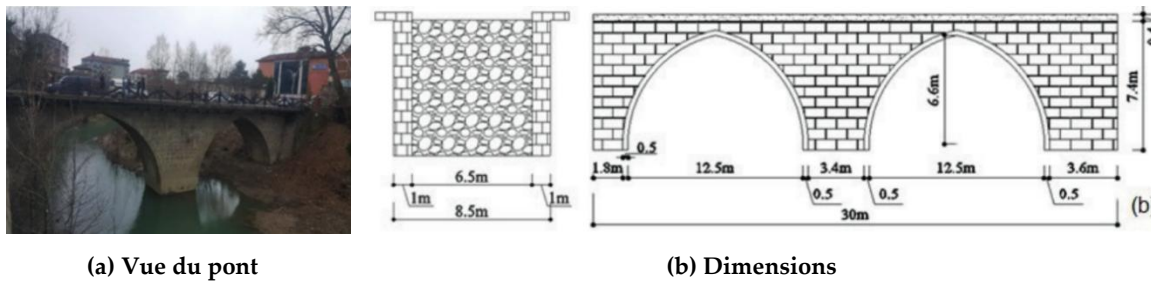 6.5m
1m
1m
8.5m
6.6m
7.4m
0.5
1.8m
12.5m
3.4m
12.5m
3.6m
0.5
0.5
0.5
30m
(b)
(a) Vue du pont
(b) Dimensions